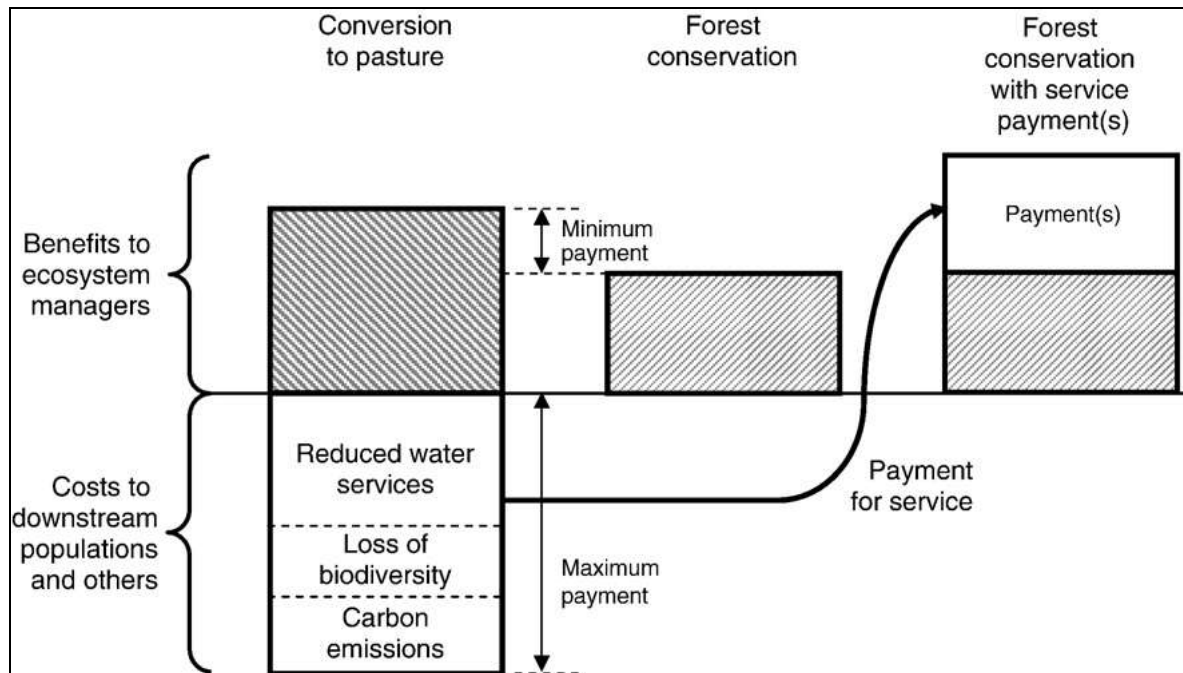 Conversion
to pasture
Forest
conservation
Forest
conservation
with service
payment(s)
Benefits to
ecosystem
managers
Minimum
payment
Payment(s)
Costs to
downstream
populations
and others
Reduced water
services
Loss of
biodiversity
Carbon
emissions
Maximum
payment
Payment
for service